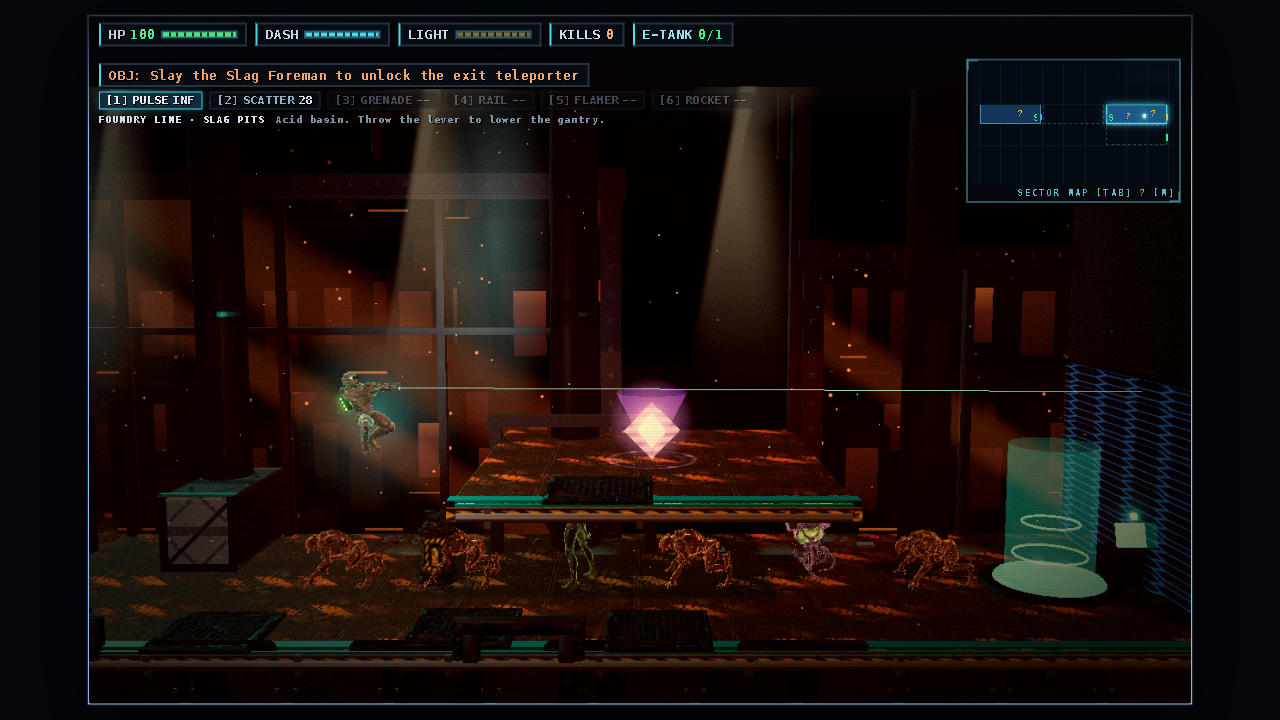 HP 100 DASH LIGHT KILLS 0 E-TANK 0/1
OBJ: Slay the Slag Foreman to unlock the exit teleporter
[1] PULSE INF [2] SCATTER 28 [3] GRENADE -- [4] RAIL -- [5] FLAMER -- [6] ROCKET --
FOUNDRY LINE · SLAG PITS Acid basin. Throw the lever to lower the gantry.
? S S ? ?
SECTOR MAP [TAB] ? [M]